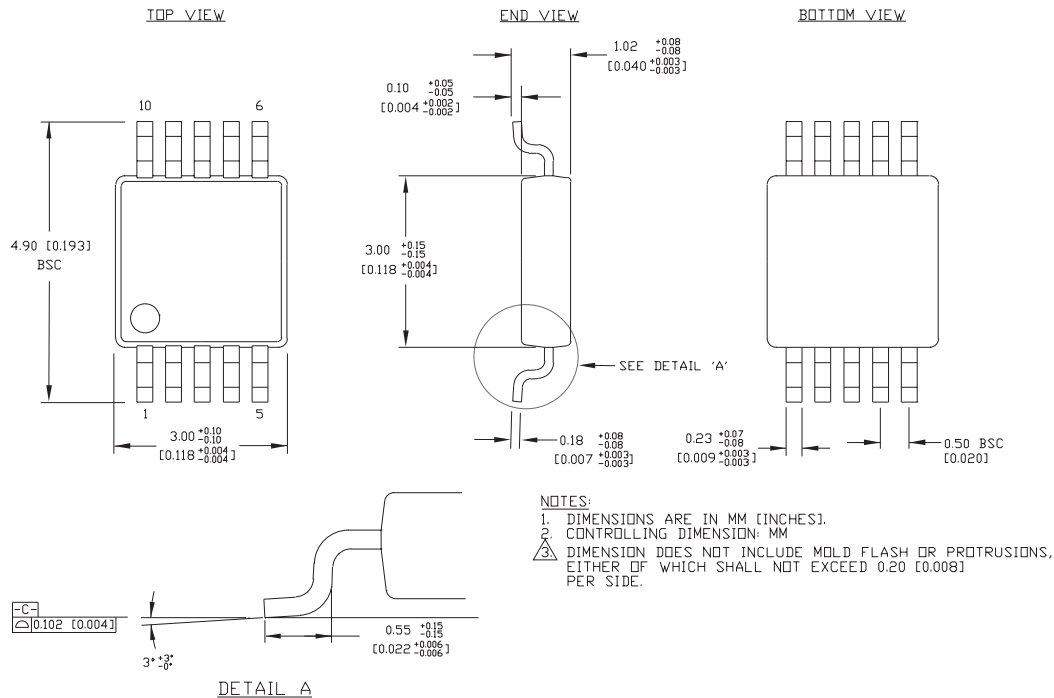 TOP VIEW
END VIEW
BOTTOM VIEW
10
6
4.90 [0.193]
BSC
1
5
3.00 +0.10 -0.10
[0.118 +0.004 -0.004]
1.02 +0.08 -0.08
[0.040 +0.003 -0.003]
0.10 +0.05 -0.05
[0.004 +0.002 -0.002]
3.00 +0.15 -0.15
[0.118 +0.004 -0.004]
SEE DETAIL 'A'
0.18 +0.08 -0.08
[0.007 +0.003 -0.003]
0.23 +0.07 -0.08
[0.009 +0.003 -0.003]
0.50 BSC
[0.020]
NOTES:
1. DIMENSIONS ARE IN MM [INCHES].
2. CONTROLLING DIMENSION: MM
3. DIMENSION DOES NOT INCLUDE MOLD FLASH OR PROTRUSIONS,
EITHER OF WHICH SHALL NOT EXCEED 0.20 [0.008]
PER SIDE.
-C-
⌓ 0.102 [0.004]
3° +3° -0°
0.55 +0.15 -0.15
[0.022 +0.006 -0.006]
DETAIL A